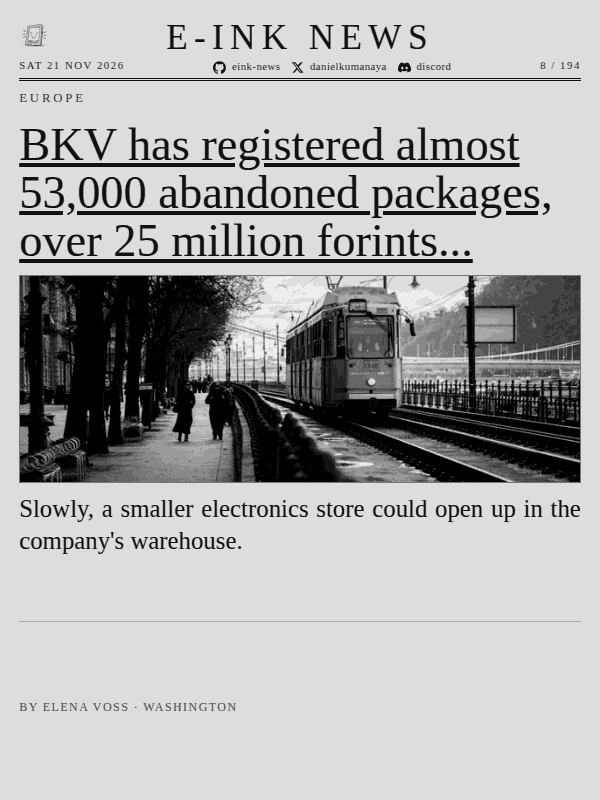 E-INK NEWS
SAT 21 NOV 2026
eink-news danielkumanaya discord
8 / 194
EUROPE
BKV has registered almost
53,000 abandoned packages,
over 25 million forints...
Slowly, a smaller electronics store could open up in the
company's warehouse.
BY ELENA VOSS · WASHINGTON